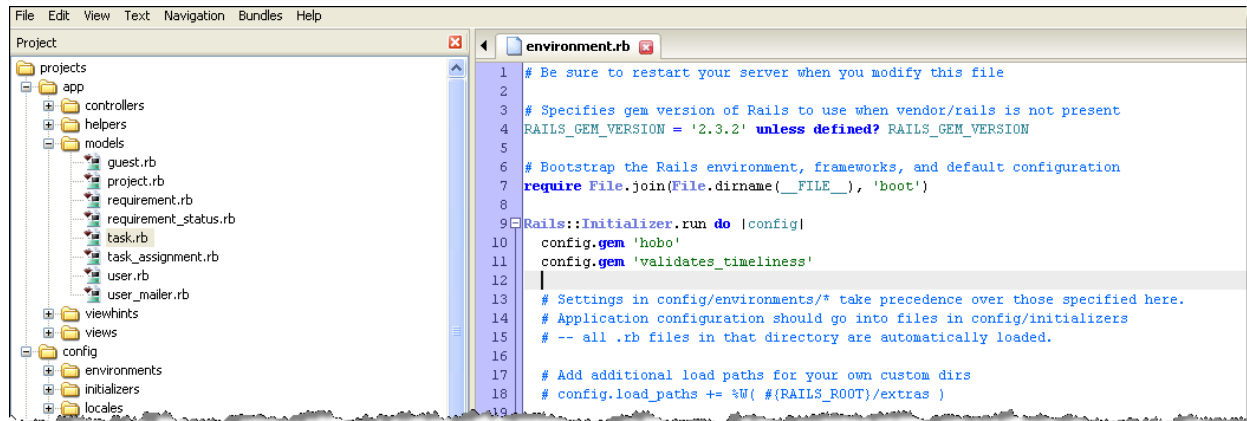 File Edit View Text Navigation Bundles Help
Project
projects
app
controllers
helpers
models
guest.rb
project.rb
requirement.rb
requirement_status.rb
task.rb
task_assignment.rb
user.rb
user_mailer.rb
viewhints
views
config
environments
initializers
locales
environment.rb
1 # Be sure to restart your server when you modify this file
2
3 # Specifies gem version of Rails to use when vendor/rails is not present
4 RAILS_GEM_VERSION = '2.3.2' unless defined? RAILS_GEM_VERSION
5
6 # Bootstrap the Rails environment, frameworks, and default configuration
7 require File.join(File.dirname(__FILE__), 'boot')
8
9 Rails::Initializer.run do |config|
10 config.gem 'hobo'
11 config.gem 'validates_timeliness'
12
13 # Settings in config/environments/* take precedence over those specified here.
14 # Application configuration should go into files in config/initializers
15 # -- all .rb files in that directory are automatically loaded.
16
17 # Add additional load paths for your own custom dirs
18 # config.load_paths += %W( #{RAILS_ROOT}/extras )
19